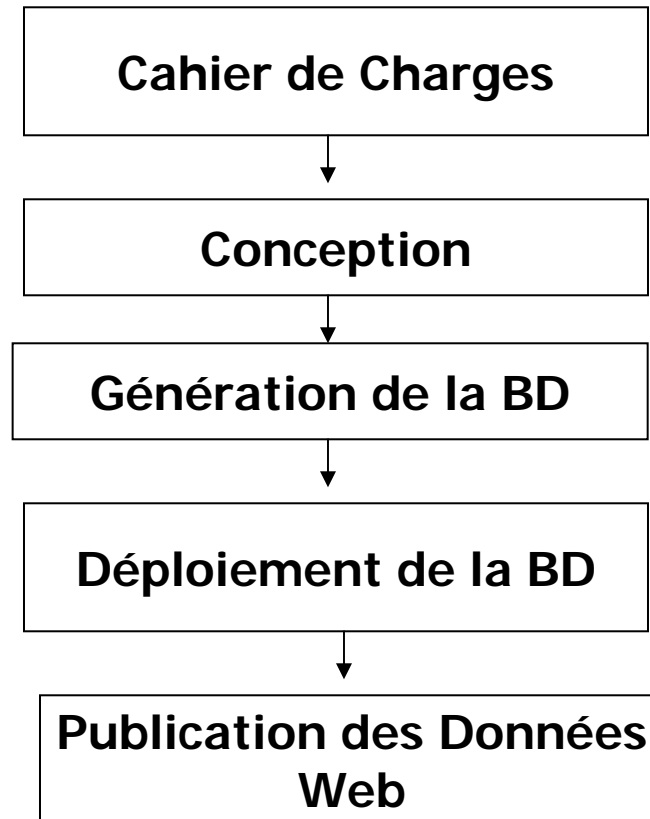 Cahier de Charges
Conception
Génération de la BD
Déploiement de la BD
Publication des Données
Web